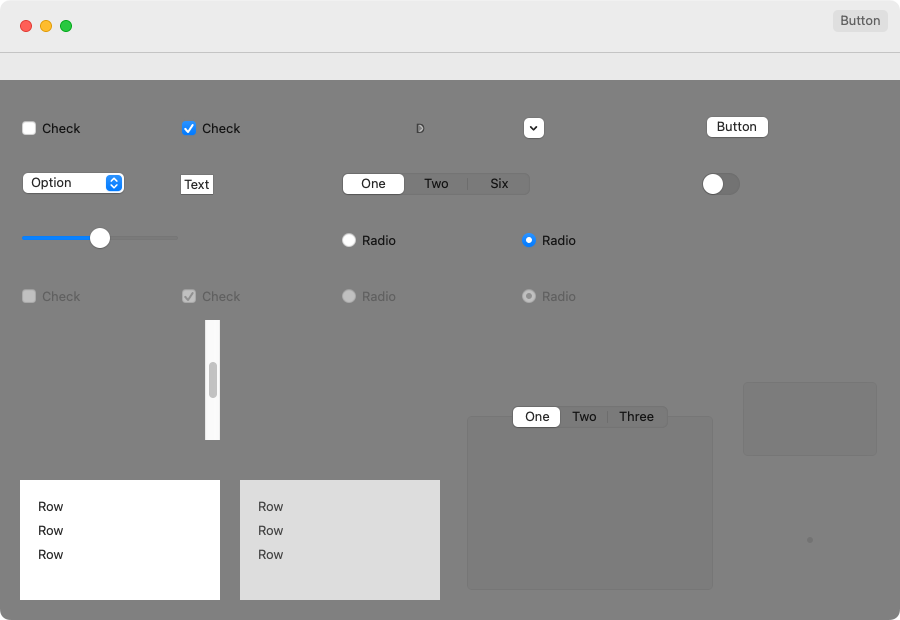 Button
Check
Check
D
Button
Option
Text
One
Two
Six
Radio
Radio
Check
Check
Radio
Radio
One
Two
Three
Row
Row
Row
Row
Row
Row